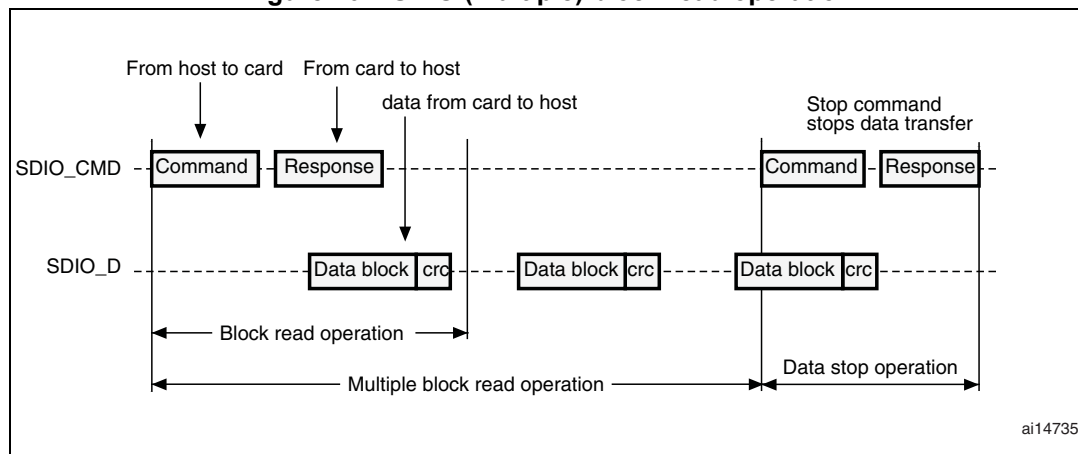 From host to card
From card to host
data from card to host
Stop command
stops data transfer
SDIO_CMD
Command
Response
Command
Response
SDIO_D
Data block
crc
Data block
crc
Data block
crc
Block read operation
Data stop operation
Multiple block read operation
ai14735